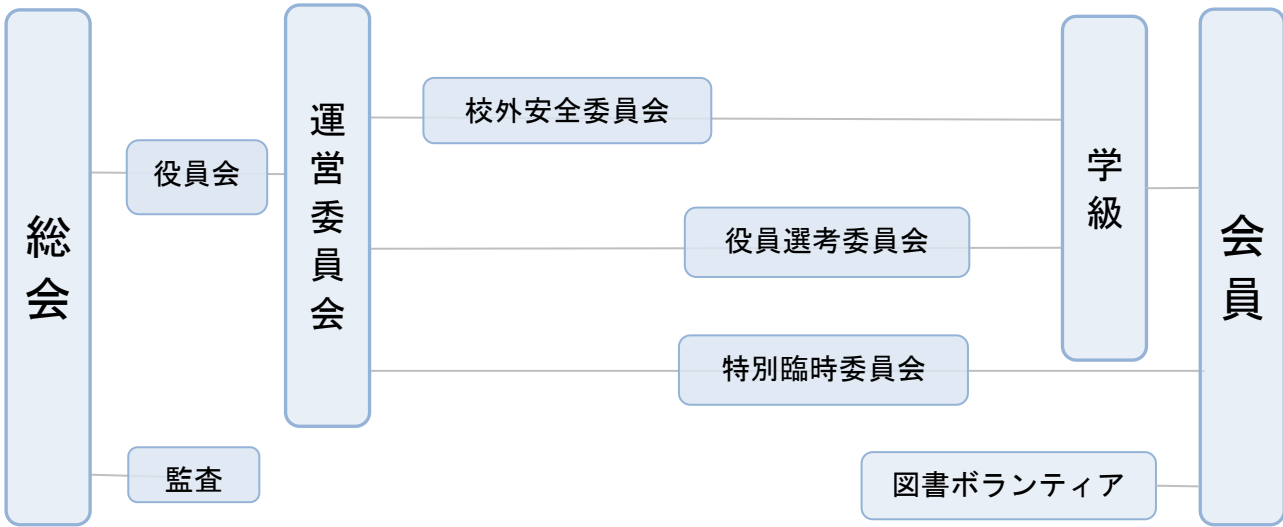 総会
役員会
監査
運営委員会
校外安全委員会
役員選考委員会
特別臨時委員会
図書ボランティア
学級
会員